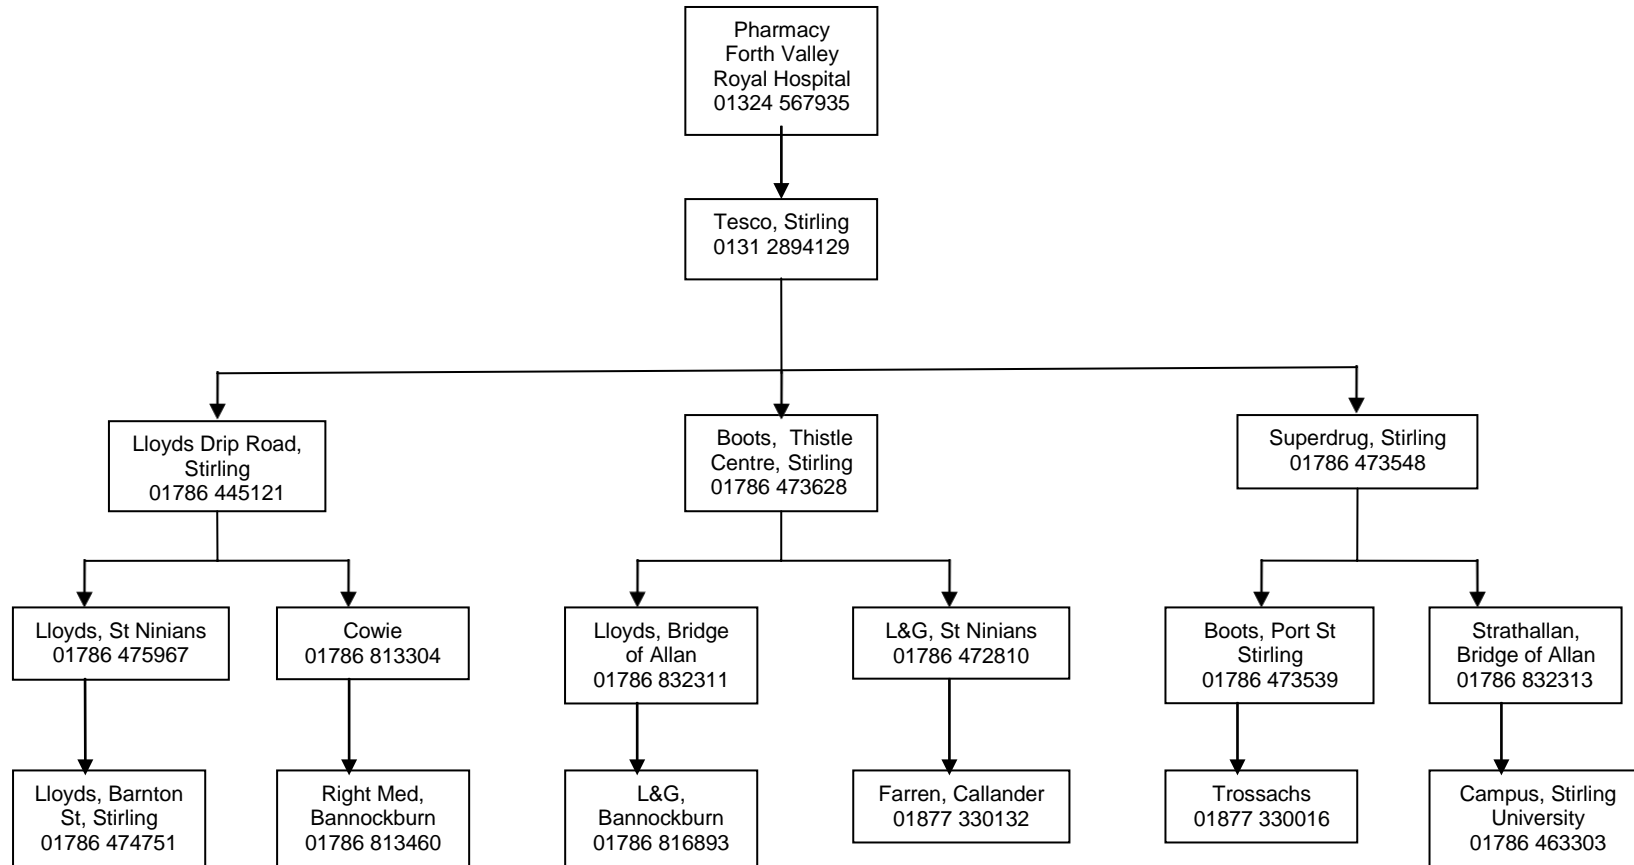 Pharmacy
Forth Valley
Royal Hospital
01324 567935
Tesco, Stirling
0131 2894129
Lloyds Drip Road,
Stirling
01786 445121
Boots, Thistle
Centre, Stirling
01786 473628
Superdrug, Stirling
01786 473548
Lloyds, St Ninians
01786 475967
Cowie
01786 813304
Lloyds, Bridge
of Allan
01786 832311
L&G, St Ninians
01786 472810
Boots, Port St
Stirling
01786 473539
Strathallan,
Bridge of Allan
01786 832313
Lloyds, Barnton
St, Stirling
01786 474751
Right Med,
Bannockburn
01786 813460
L&G,
Bannockburn
01786 816893
Farren, Callander
01877 330132
Trossachs
01877 330016
Campus, Stirling
University
01786 463303